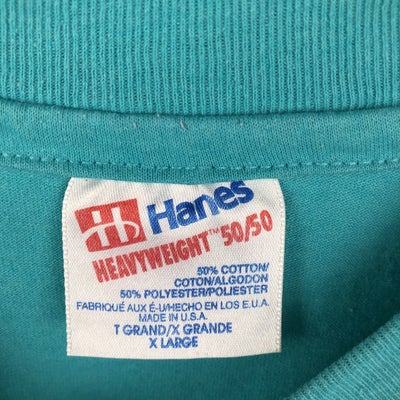 Hanes
HEAVYWEIGHT™ 50/50
50% COTTON/
COTON/ALGODON
50% POLYESTER/POLIESTER
FABRIQUÉ AUX É-U/HECHO EN LOS E.U.A.
MADE IN U.S.A.
T GRAND/X GRANDE
X LARGE